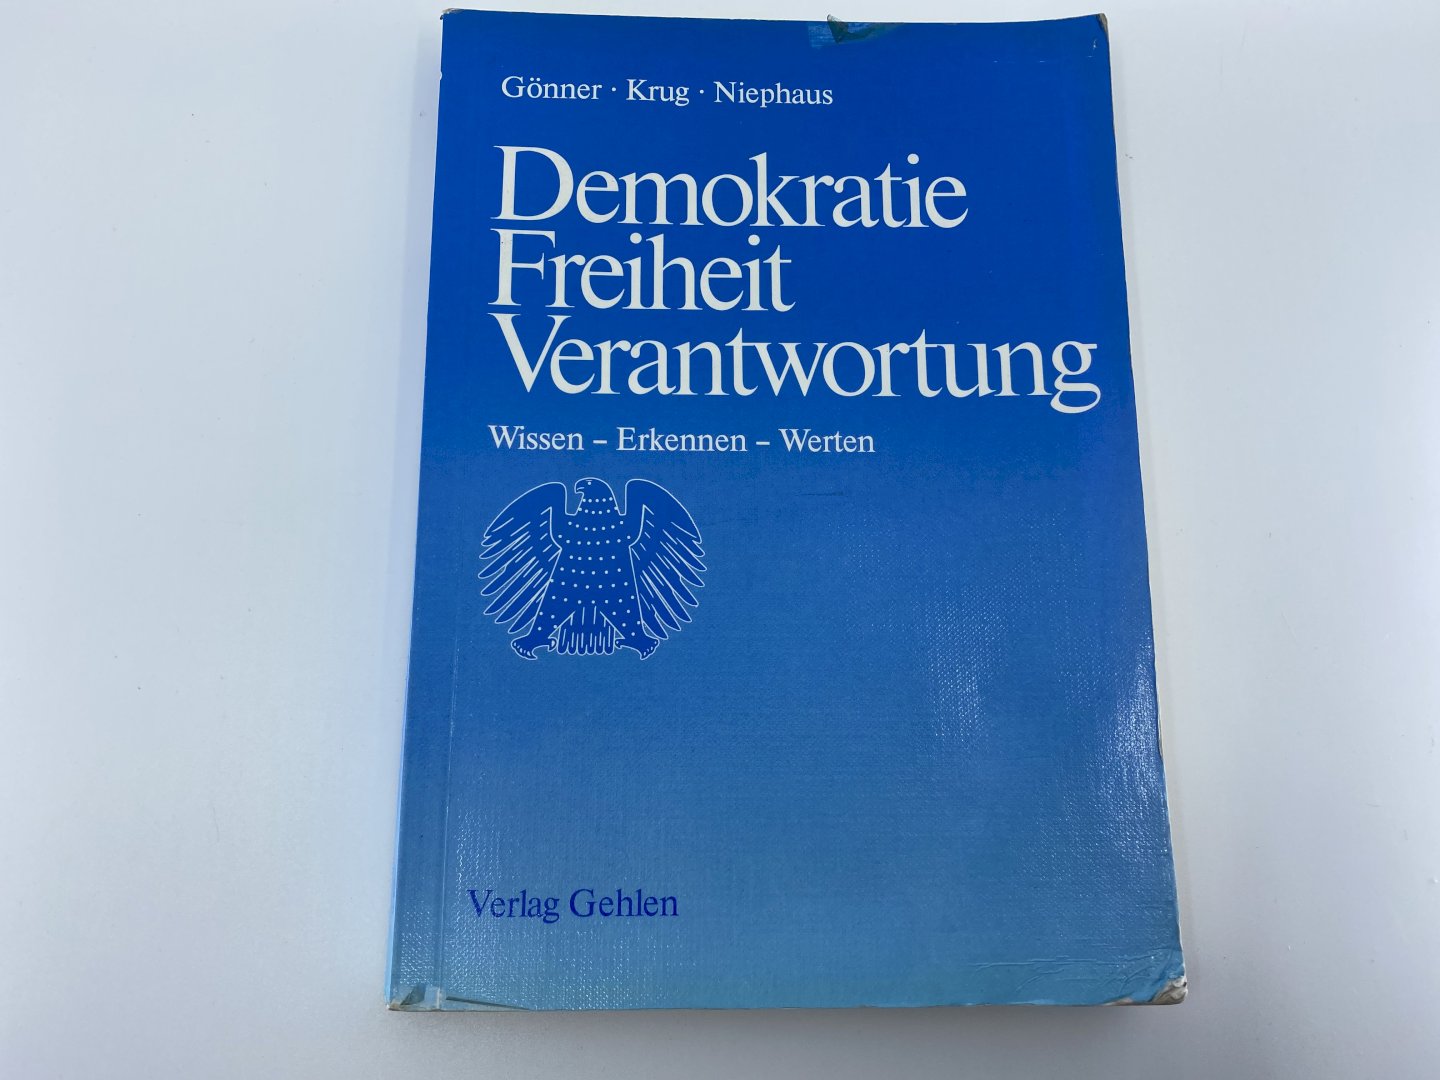 Gönner · Krug · Niephaus
Demokratie
Freiheit
Verantwortung
Wissen – Erkennen – Werten
Verlag Gehlen